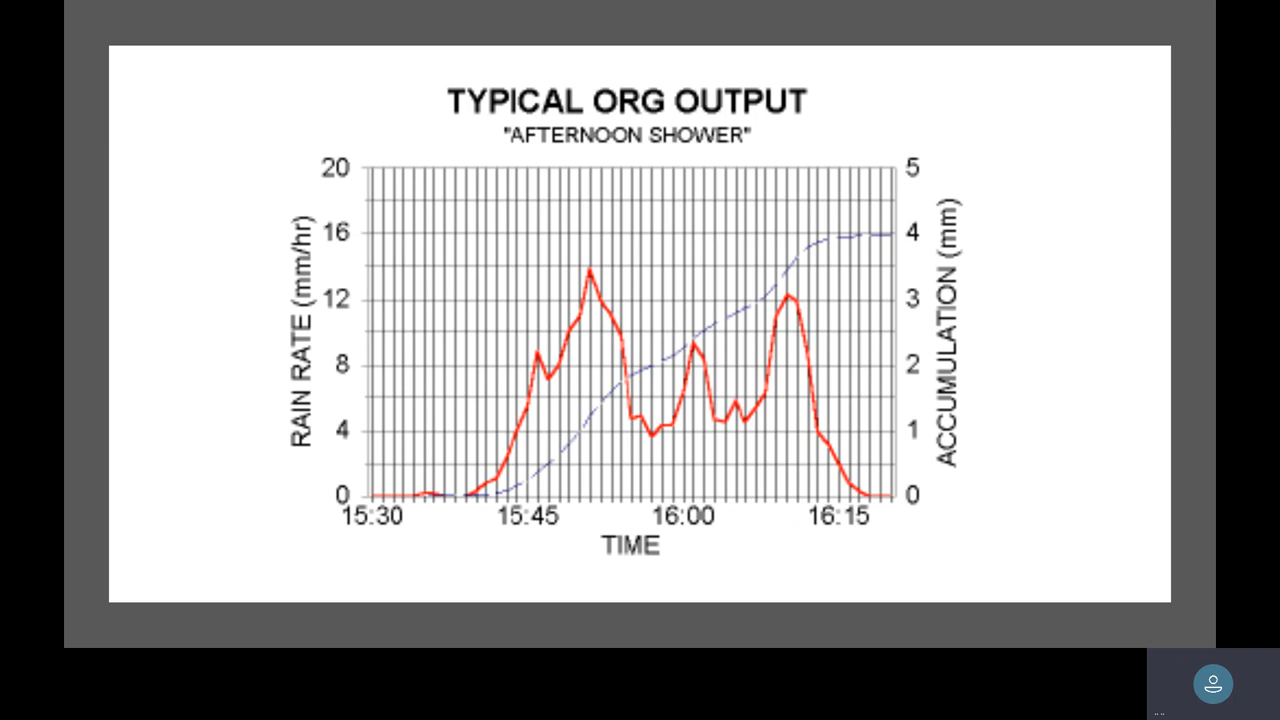 TYPICAL ORG OUTPUT
"AFTERNOON SHOWER"
20
16
12
8
4
0
RAIN RATE (mm/hr)
5
4
3
2
1
0
ACCUMULATION (mm)
15:30 15:45 16:00 16:15
TIME